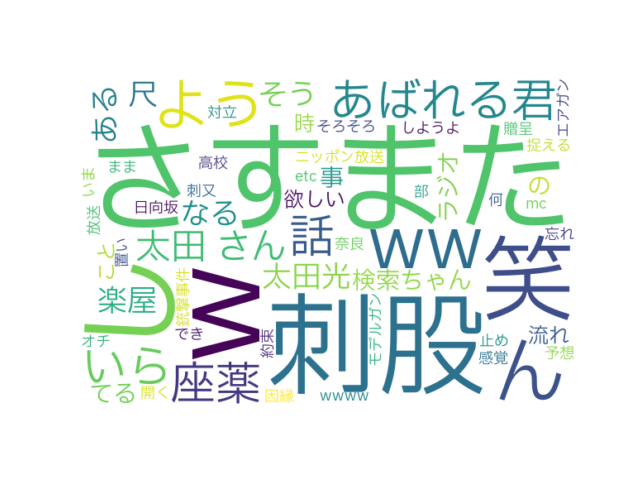 ある
尺
よう
そう
対立
時
そろそろ
あばれる君
しようよ
贈呈
捉える
エアガン
さすまた
いま
まま
高校
ニッポン放送
etc
事
ラジオ
の
刺又
部
何
mc
放送
日向坂
なる
欲しい
こと
置い
太田
さん
話
奈良
ww
笑
忘れ
楽屋
し
銃撃事件
w
太田光
検索ちゃん
刺股
モデルガン
でき
約束
オチ
いら
止め
流れ
ん
感覚
予想
てる
開く
座薬
因縁
wwww